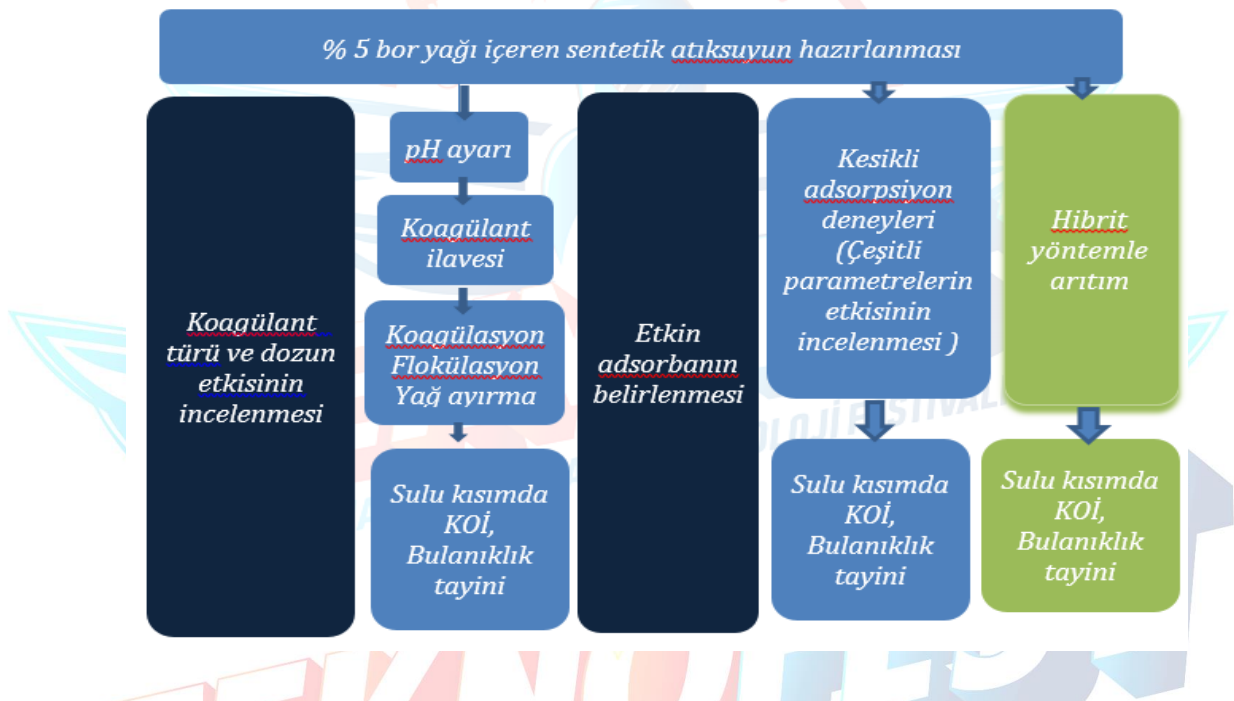 % 5 bor yağı içeren sentetik atıksuyun hazırlanması
Koagülant
türü ve dozun
etkisinin
incelenmesi
pH ayarı
Koagülant
ilavesi
Koagülasyon
Flokülasyon
Yağ ayırma
Sulu kısımda
KOİ,
Bulanıklık
tayini
Etkin
adsorbanın
belirlenmesi
Kesikli
adsorpsiyon
deneyleri
(Çeşitli
parametrelerin
etkisinin
incelenmesi )
Sulu kısımda
KOİ,
Bulanıklık
tayini
Hibrit
yöntemle
arıtım
Sulu kısımda
KOİ,
Bulanıklık
tayini